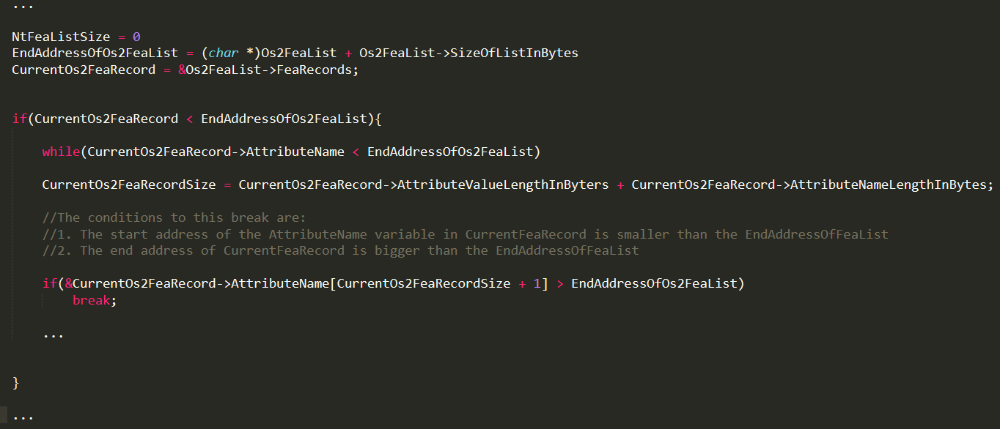 ...
NtFeaListSize = 0
EndAddressOfOs2FeaList = (char *)Os2FeaList + Os2FeaList->SizeOfListInBytes
CurrentOs2FeaRecord = &Os2FeaList->FeaRecords;
if(CurrentOs2FeaRecord < EndAddressOfOs2FeaList){
while(CurrentOs2FeaRecord->AttributeName < EndAddressOfOs2FeaList)
CurrentOs2FeaRecordSize = CurrentOs2FeaRecord->AttributeValueLengthInByters + CurrentOs2FeaRecord->AttributeNameLengthInBytes;
//The conditions to this break are:
//1. The start address of the AttributeName variable in CurrentFeaRecord is smaller than the EndAddressOfFeaList
//2. The end address of CurrentFeaRecord is bigger than the EndAddressOfFeaList
if(&CurrentOs2FeaRecord->AttributeName[CurrentOs2FeaRecordSize + 1] > EndAddressOfOs2FeaList)
break;
...
}
...